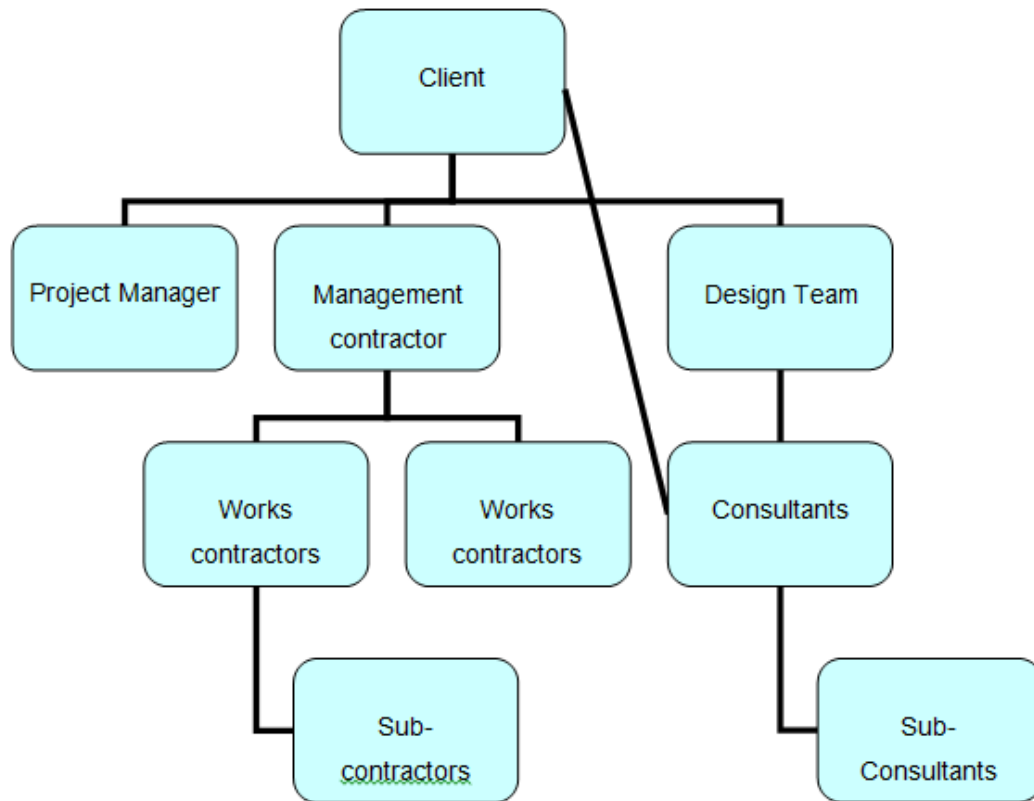 Client
Project Manager
Management
contractor
Design Team
Works
contractors
Works
contractors
Consultants
Sub-
contractors
Sub-
Consultants